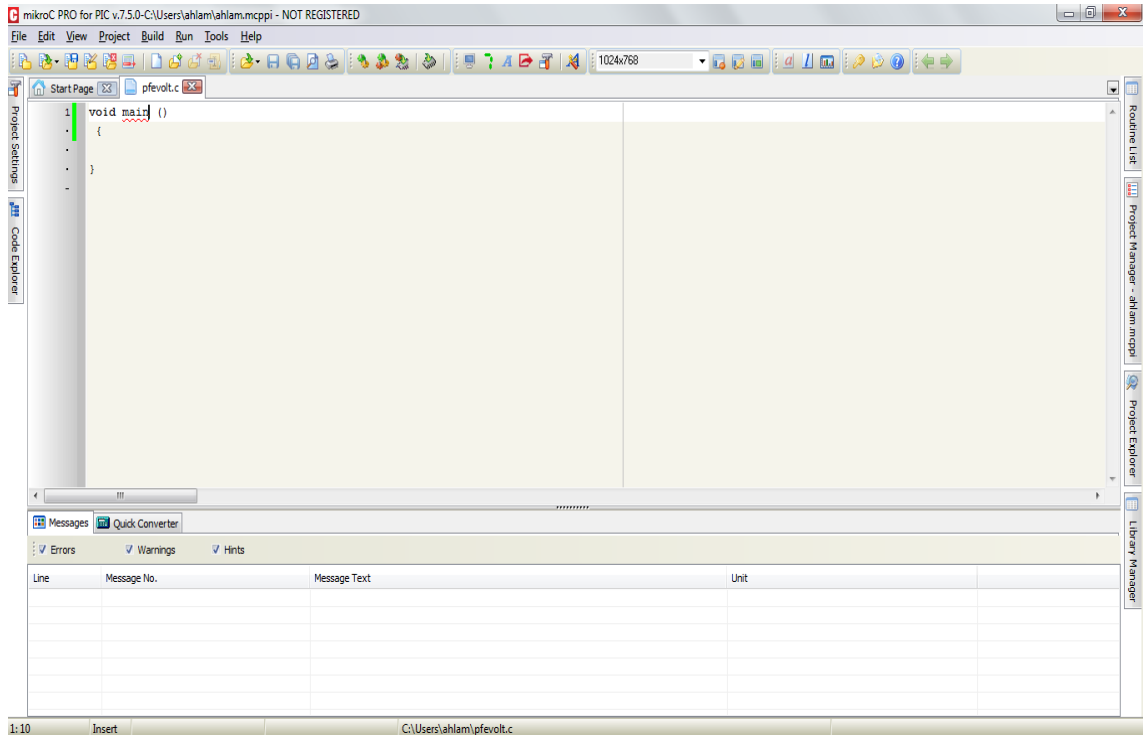 mikroC PRO for PIC v.7.5.0-C:\Users\ahlam\ahlam.mcppi - NOT REGISTERED
File Edit View Project Build Run Tools Help
1024x768
Start Page pfevolt.c
1 void main ()
{
}
Project Settings
Code Explorer
Routine List
Project Manager - ahlam.mcppi
Project Explorer
Library Manager
Messages Quick Converter
Errors Warnings Hints
Line Message No. Message Text Unit
1:10 Insert C:\Users\ahlam\pfevolt.c